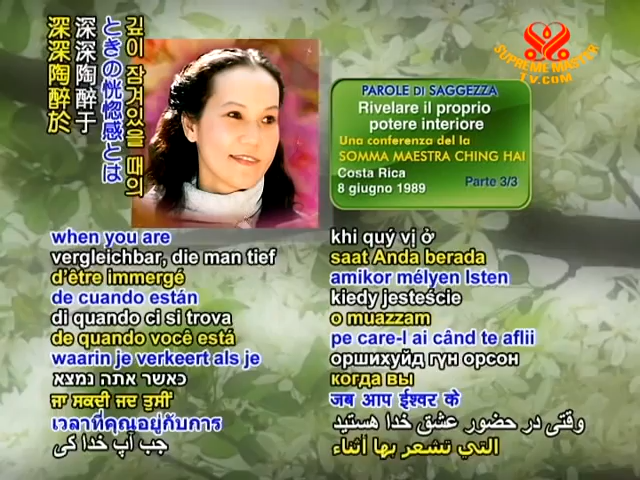 深深陶醉於
深深陶醉于
ときの恍惚感とは
깊이 잠겨있을 때의
SUPREME MASTER
TV.COM
PAROLE DI SAGGEZZA
Rivelare il proprio
potere interiore
Una conferenza del la
SOMMA MAESTRA CHING HAI
Costa Rica
8 giugno 1989
Parte 3/3
when you are
vergleichbar, die man tief
d'être immergé
de cuando están
di quando ci si trova
de quando você está
waarin je verkeert als je
כאשר אתה נמצא
ਜਾ ਸਕਦੀ ਜਦ ਤੁਸੀਂ
เวลาที่คุณอยู่กับการ
جب آپ خدا کی
khi quý vị ở
saat Anda berada
amikor mélyen Isten
kiedy jesteście
o muazzam
pe care-l ai când te aflii
оршихуйд гүн орсон
когда вы
जब आप ईश्वर के
وقتی در حضور عشق خدا هستید
التي تشعر بها أثناء